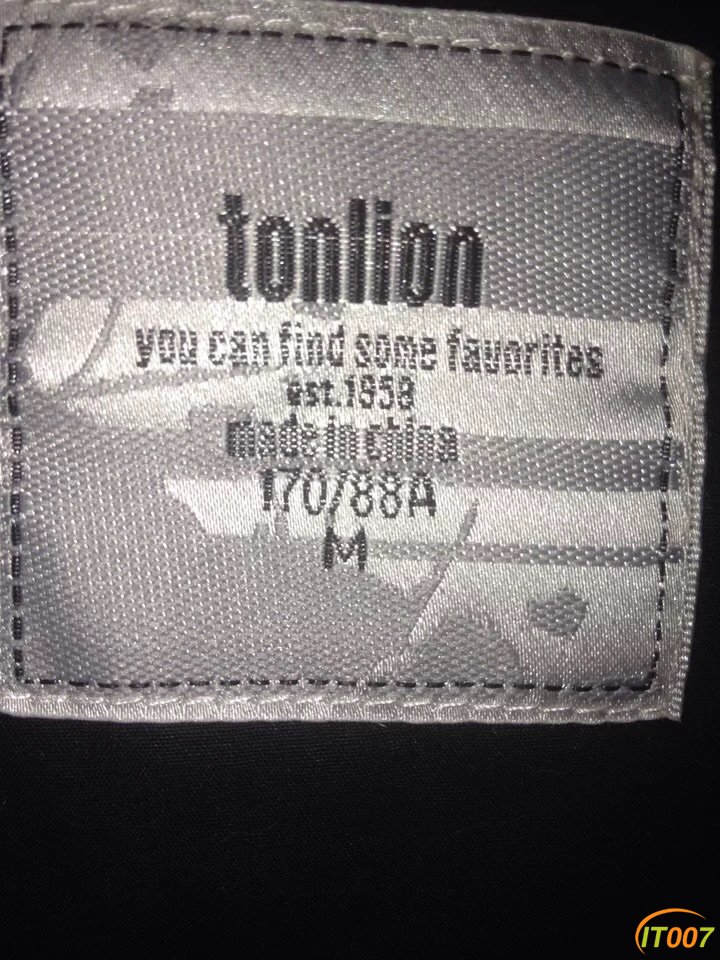 tonlion
you can find some favorites
est.1958
made in china
170/88A
M
IT007